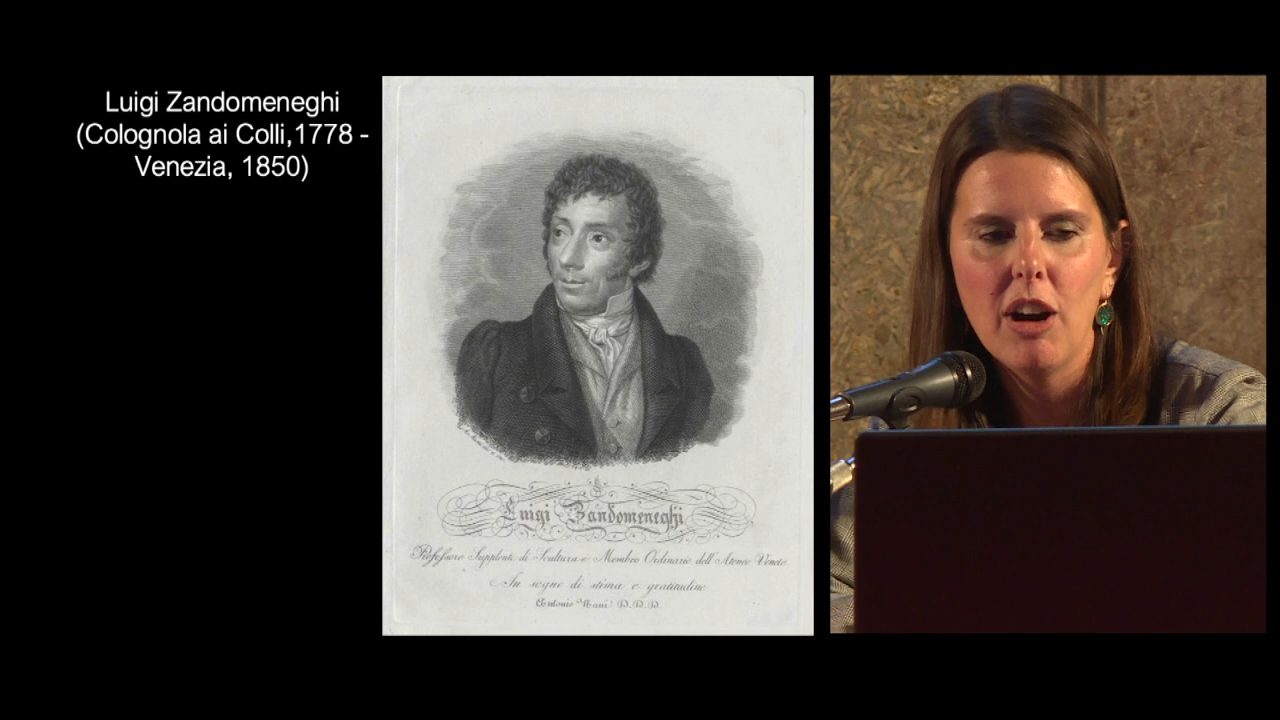 Luigi Zandomeneghi
(Colognola ai Colli,1778 -
Venezia, 1850)
Luigi Zandomeneghi
Professore Supplente di Scultura e Membro Ordinario dell'Ateneo Veneto
In segno di stima e gratitudine
Antonio D.D.D.